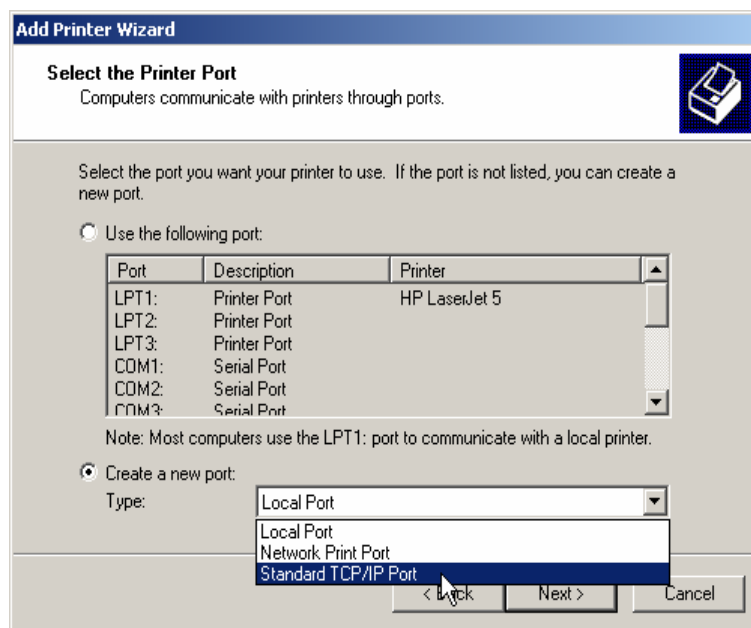 Add Printer Wizard
Select the Printer Port
Computers communicate with printers through ports.
Select the port you want your printer to use. If the port is not listed, you can create a
new port.
Use the following port:
Port Description Printer
LPT1: Printer Port HP LaserJet 5
LPT2: Printer Port
LPT3: Printer Port
COM1: Serial Port
COM2: Serial Port
COM3: Serial Port
Note: Most computers use the LPT1: port to communicate with a local printer.
Create a new port:
Type: Local Port
Local Port
Network Print Port
Standard TCP/IP Port
< Back Next > Cancel